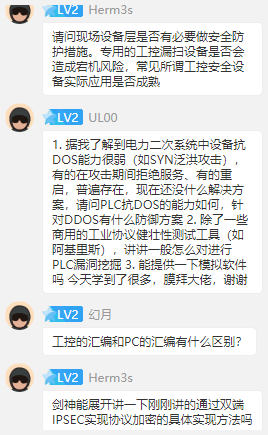 LV2 Herm3s
请问现场设备层是否有必要做安全防
护措施。专用的工控漏扫设备是否会
造成宕机风险，常见所谓工控安全设
备实际应用是否成熟
LV2 UL00
1. 据我了解到电力二次系统中设备抗
DOS能力很弱（如SYN泛洪攻击），
有的在攻击期间拒绝服务、有的重
启，普遍存在，现在还没什么解决方
案，请问PLC抗DOS的能力如何，针
对DDOS有什么防御方案 2. 除了一些
商用的工业协议健壮性测试工具（如
阿基里斯），讲讲一般怎么对进行
PLC漏洞挖掘 3. 能提供一下模拟软件
吗 今天学到了很多，膜拜大佬，谢谢
LV2 幻月
工控的汇编和PC的汇编有什么区别？
LV2 Herm3s
剑神能展开讲一下刚刚讲的通过双端
IPSEC实现协议加密的具体实现方法吗